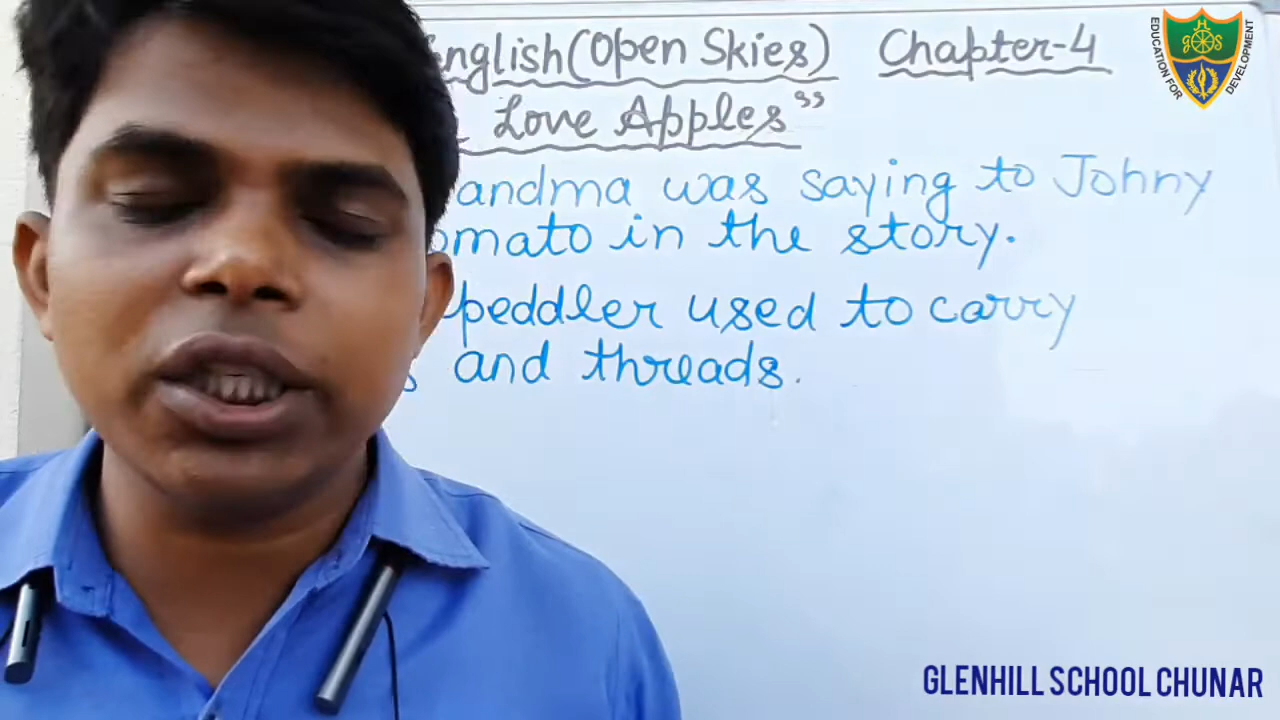 English (Open Skies) Chapter-4
Love Apples”
andma was saying to Johny
omato in the story.
peddler used to carry
s and threads.
EDUCATION FOR DEVELOPMENT
GHS
GLENHILL SCHOOL CHUNAR